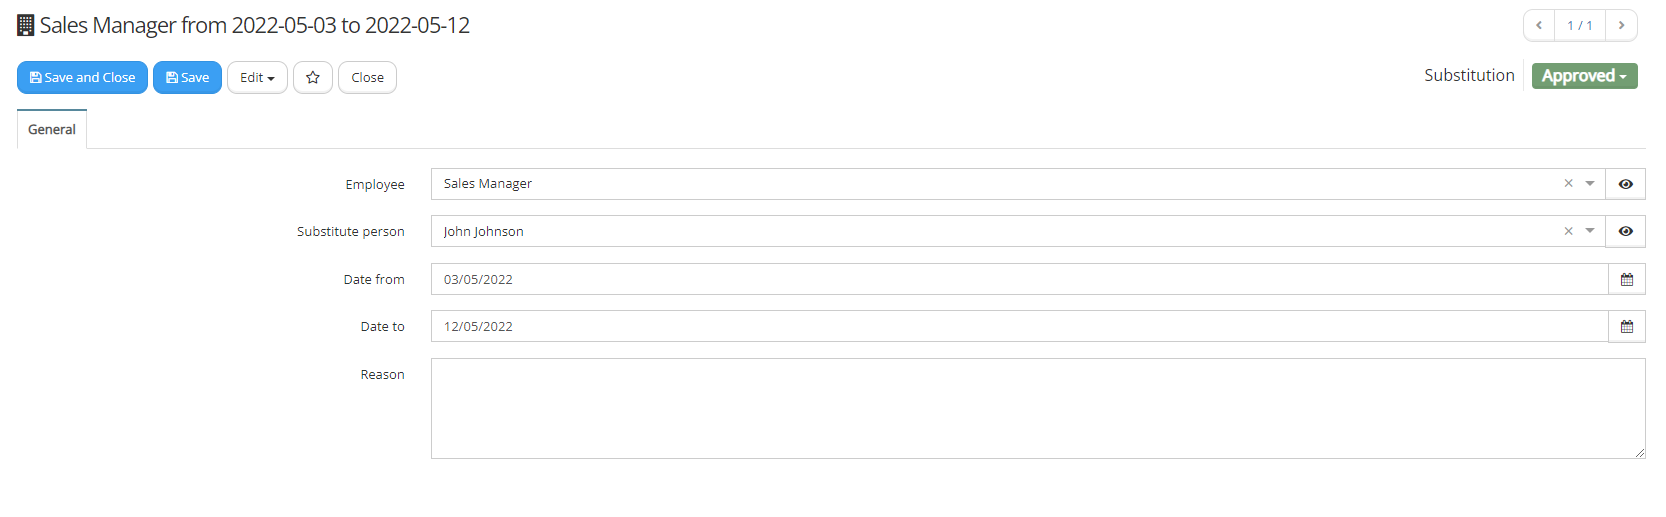 Sales Manager from 2022-05-03 to 2022-05-12
1 / 1
Save and Close
Save
Edit
Close
Substitution
Approved
General
Employee
Sales Manager
Substitute person
John Johnson
Date from
03/05/2022
Date to
12/05/2022
Reason